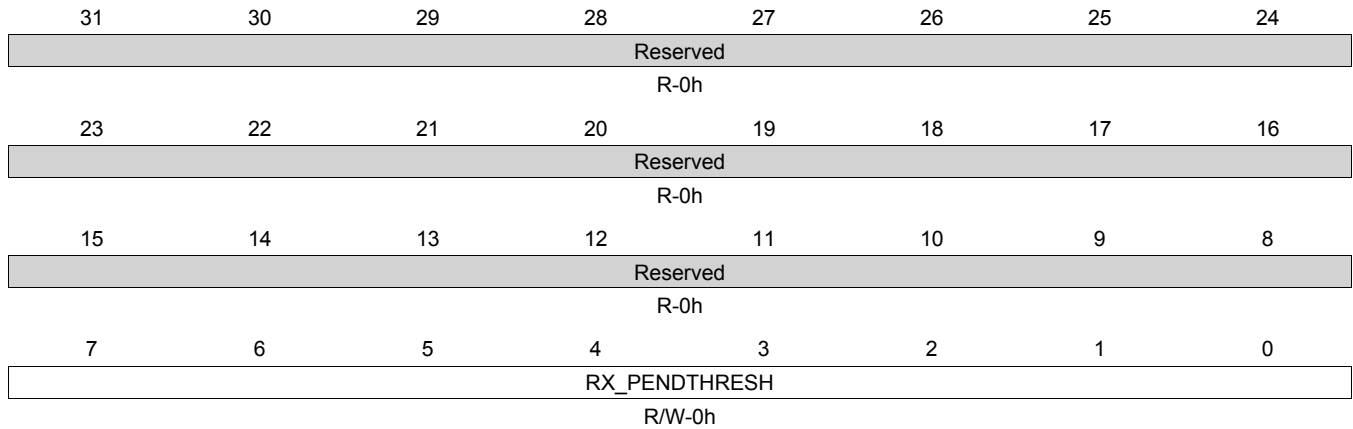 31 30 29 28 27 26 25 24
Reserved
R-0h
23 22 21 20 19 18 17 16
Reserved
R-0h
15 14 13 12 11 10 9 8
Reserved
R-0h
7 6 5 4 3 2 1 0
RX_PENDTHRESH
R/W-0h